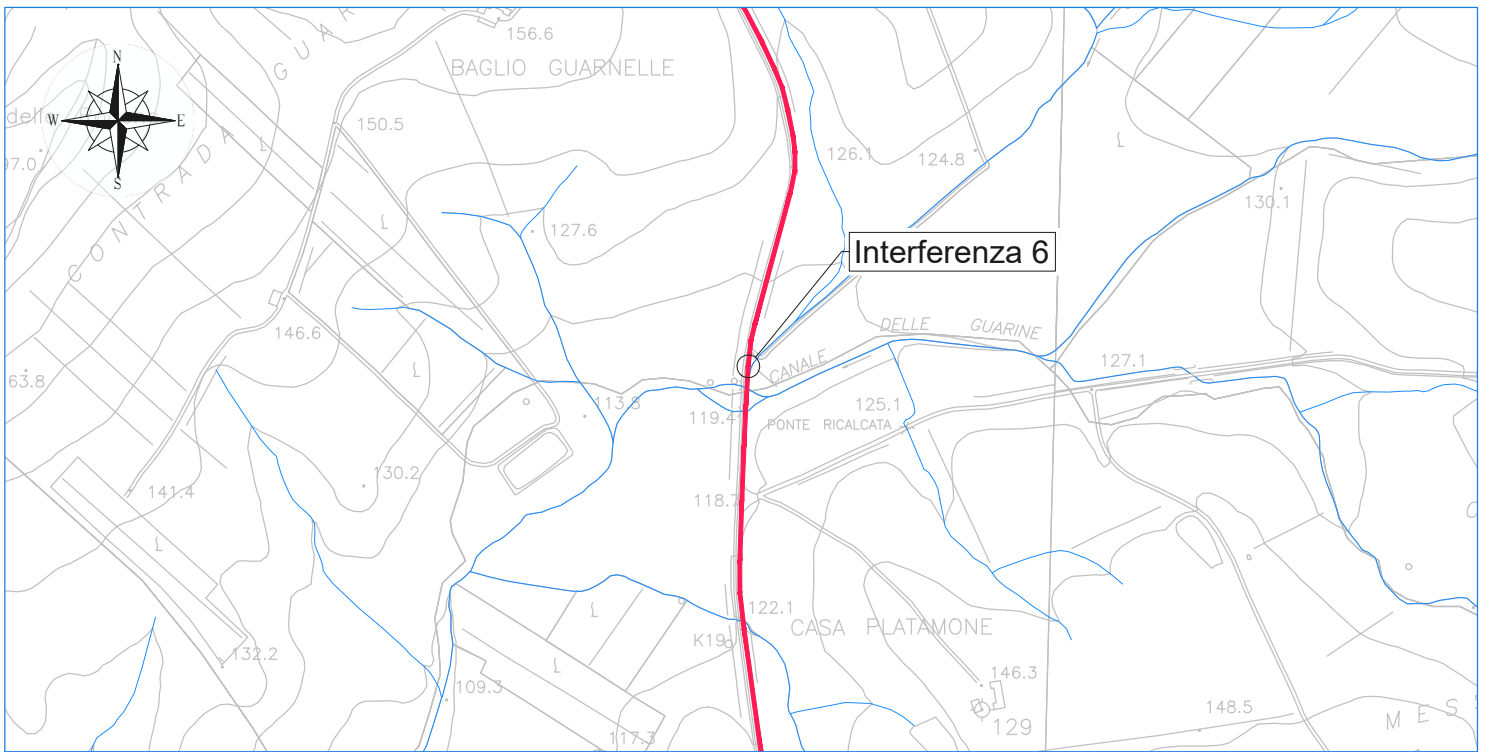 156.6
BAGLIO GUARNELLE
N
W
E
S
150.5
126.1
124.8
CONTRADA GUAR
127.6
130.1
Interferenza 6
146.6
CANALE DELLE GUARINE
127.1
63.8
113.8
119.4
125.1
PONTE RICALCATA
130.2
141.4
118.7
122.1
CASA PLATAMONE
K19
132.2
109.3
146.3
129
148.5
MESS
117.3